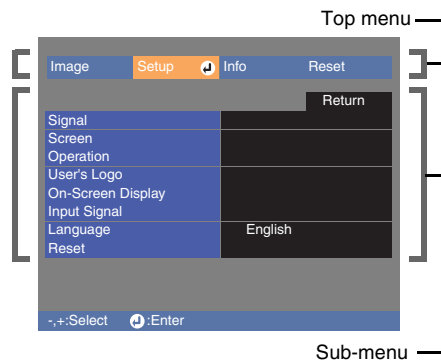 Top menu
Image Setup Info Reset
Return
Signal
Screen
Operation
User's Logo
On-Screen Display
Input Signal
Language English
Reset
-,+:Select :Enter
Sub-menu